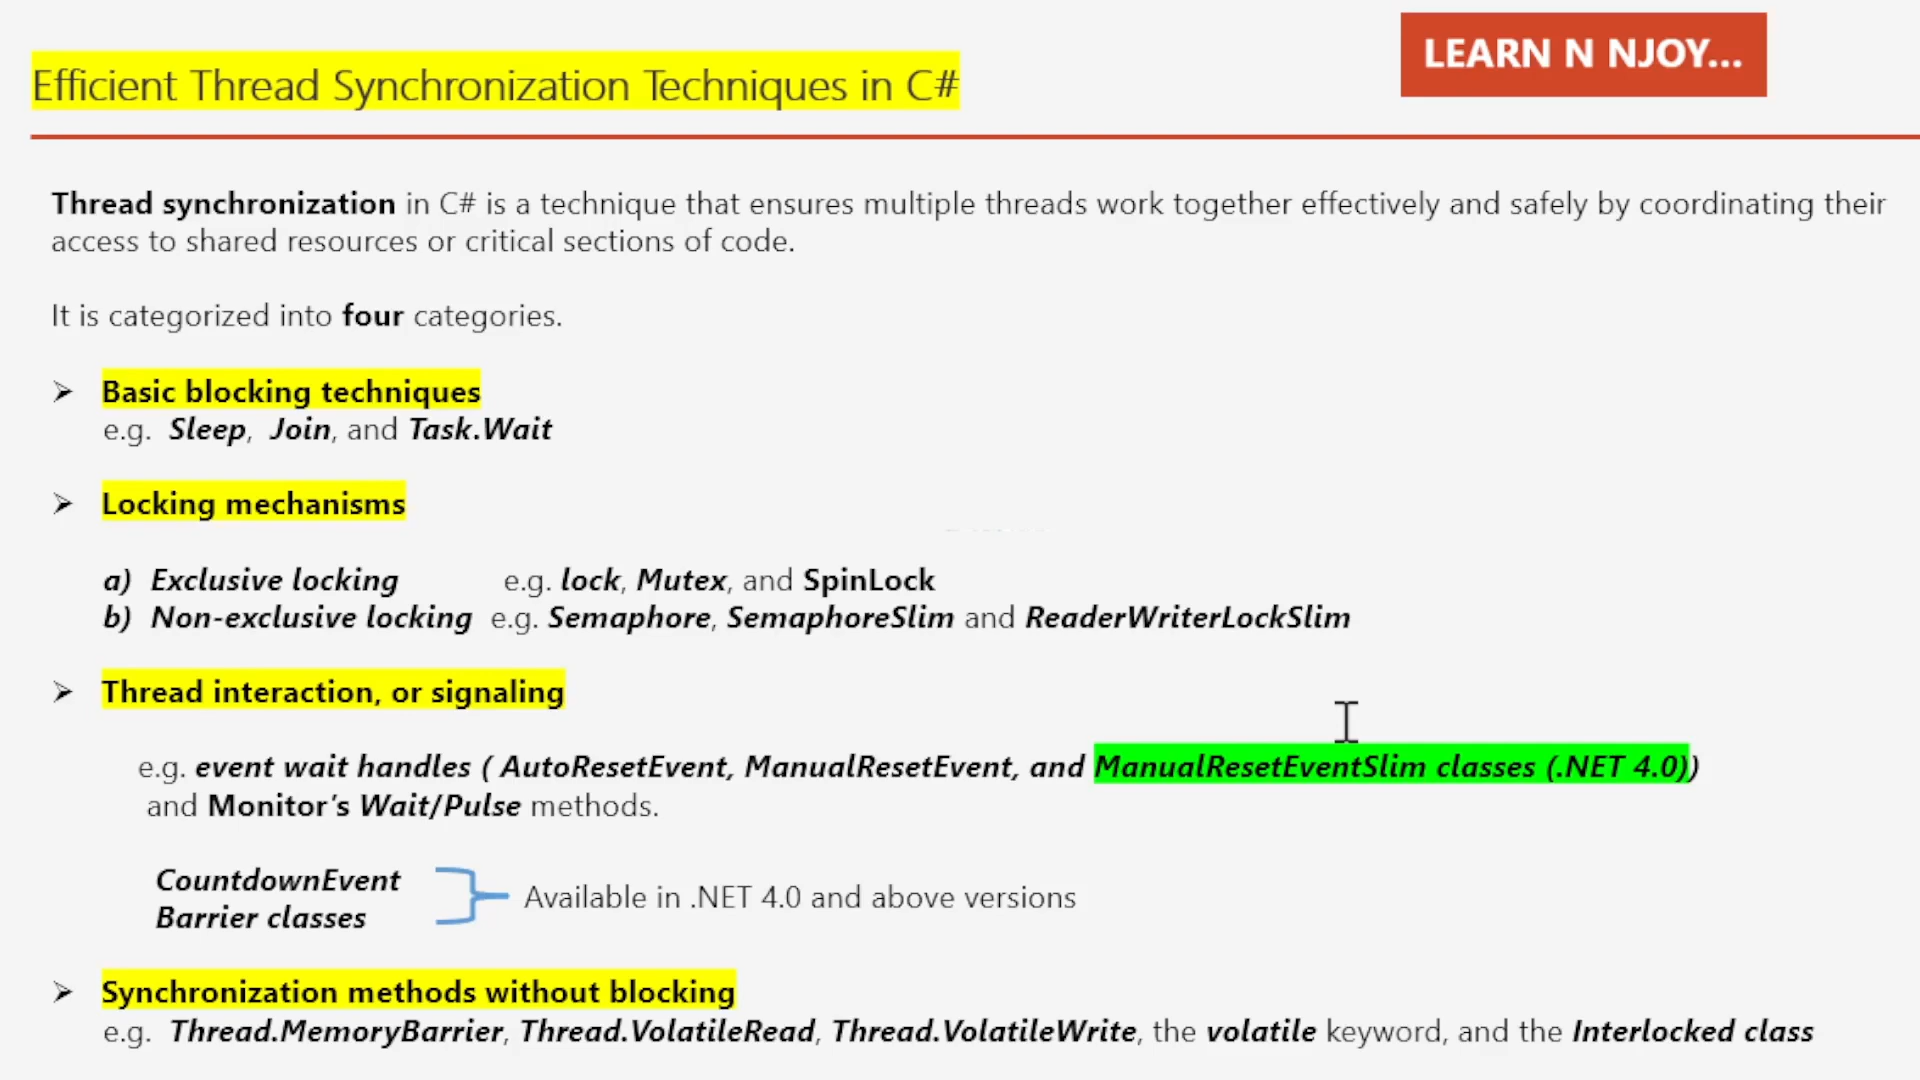 LEARN N NJOY...
Efficient Thread Synchronization Techniques in C#
Thread synchronization in C# is a technique that ensures multiple threads work together effectively and safely by coordinating their
access to shared resources or critical sections of code.
It is categorized into four categories.
➢ Basic blocking techniques
e.g. Sleep, Join, and Task.Wait
➢ Locking mechanisms
a) Exclusive locking e.g. lock, Mutex, and SpinLock
b) Non-exclusive locking e.g. Semaphore, SemaphoreSlim and ReaderWriterLockSlim
➢ Thread interaction, or signaling
e.g. event wait handles ( AutoResetEvent, ManualResetEvent, and ManualResetEventSlim classes (.NET 4.0))
and Monitor’s Wait/Pulse methods.
CountdownEvent
Barrier classes
Available in .NET 4.0 and above versions
➢ Synchronization methods without blocking
e.g. Thread.MemoryBarrier, Thread.VolatileRead, Thread.VolatileWrite, the volatile keyword, and the Interlocked class